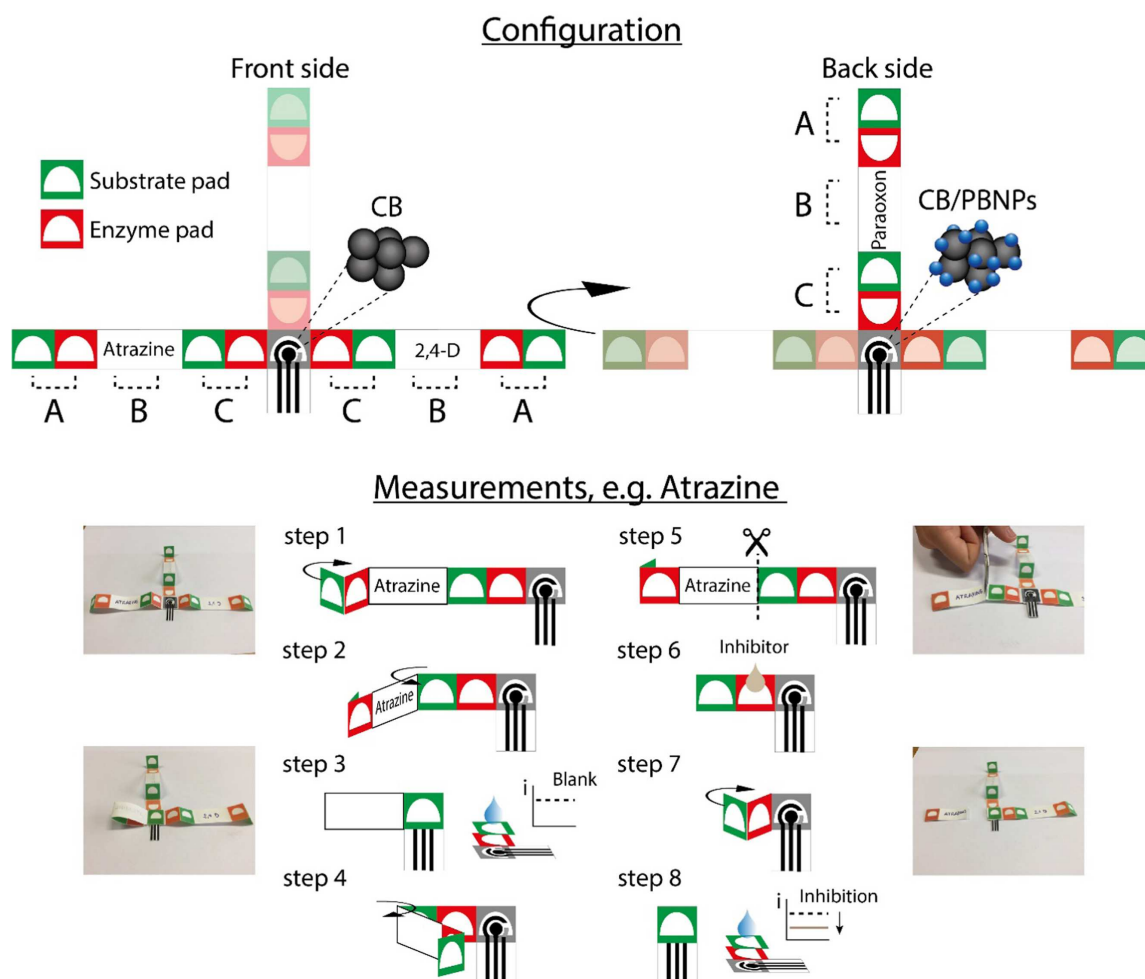 Configuration
Front side
Back side
A
Substrate pad
Enzyme pad
CB
B
Paraoxon
CB/PBNPs
C
Atrazine
2,4-D
A
B
C
C
B
A
Measurements, e.g. Atrazine
step 1
Atrazine
step 2
Atrazine
step 3
i
Blank
step 4
step 5
Atrazine
step 6
Inhibitor
step 7
step 8
i
Inhibition
ATRAZINE